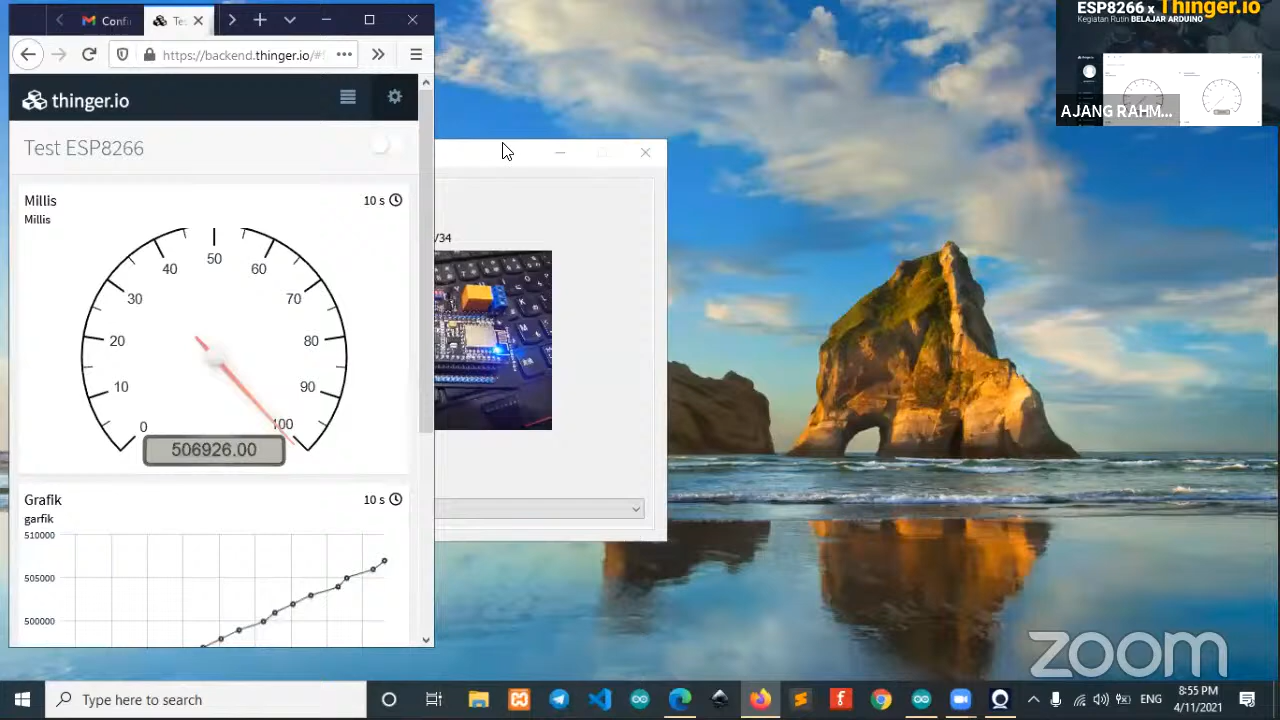 Confi
Te
https://backend.thinger.io/#!
thinger.io
Test ESP8266
Millis
10 s
Millis
0
10
20
30
40
50
60
70
80
90
100
506926.00
Grafik
10 s
garfik
510000
505000
500000
/34
ESP8266 x Thinger.io
Kegiatan Rutin BELAJAR ARDUINO
AJANG RAHM...
zoom
Type here to search
ENG
8:55 PM
4/11/2021